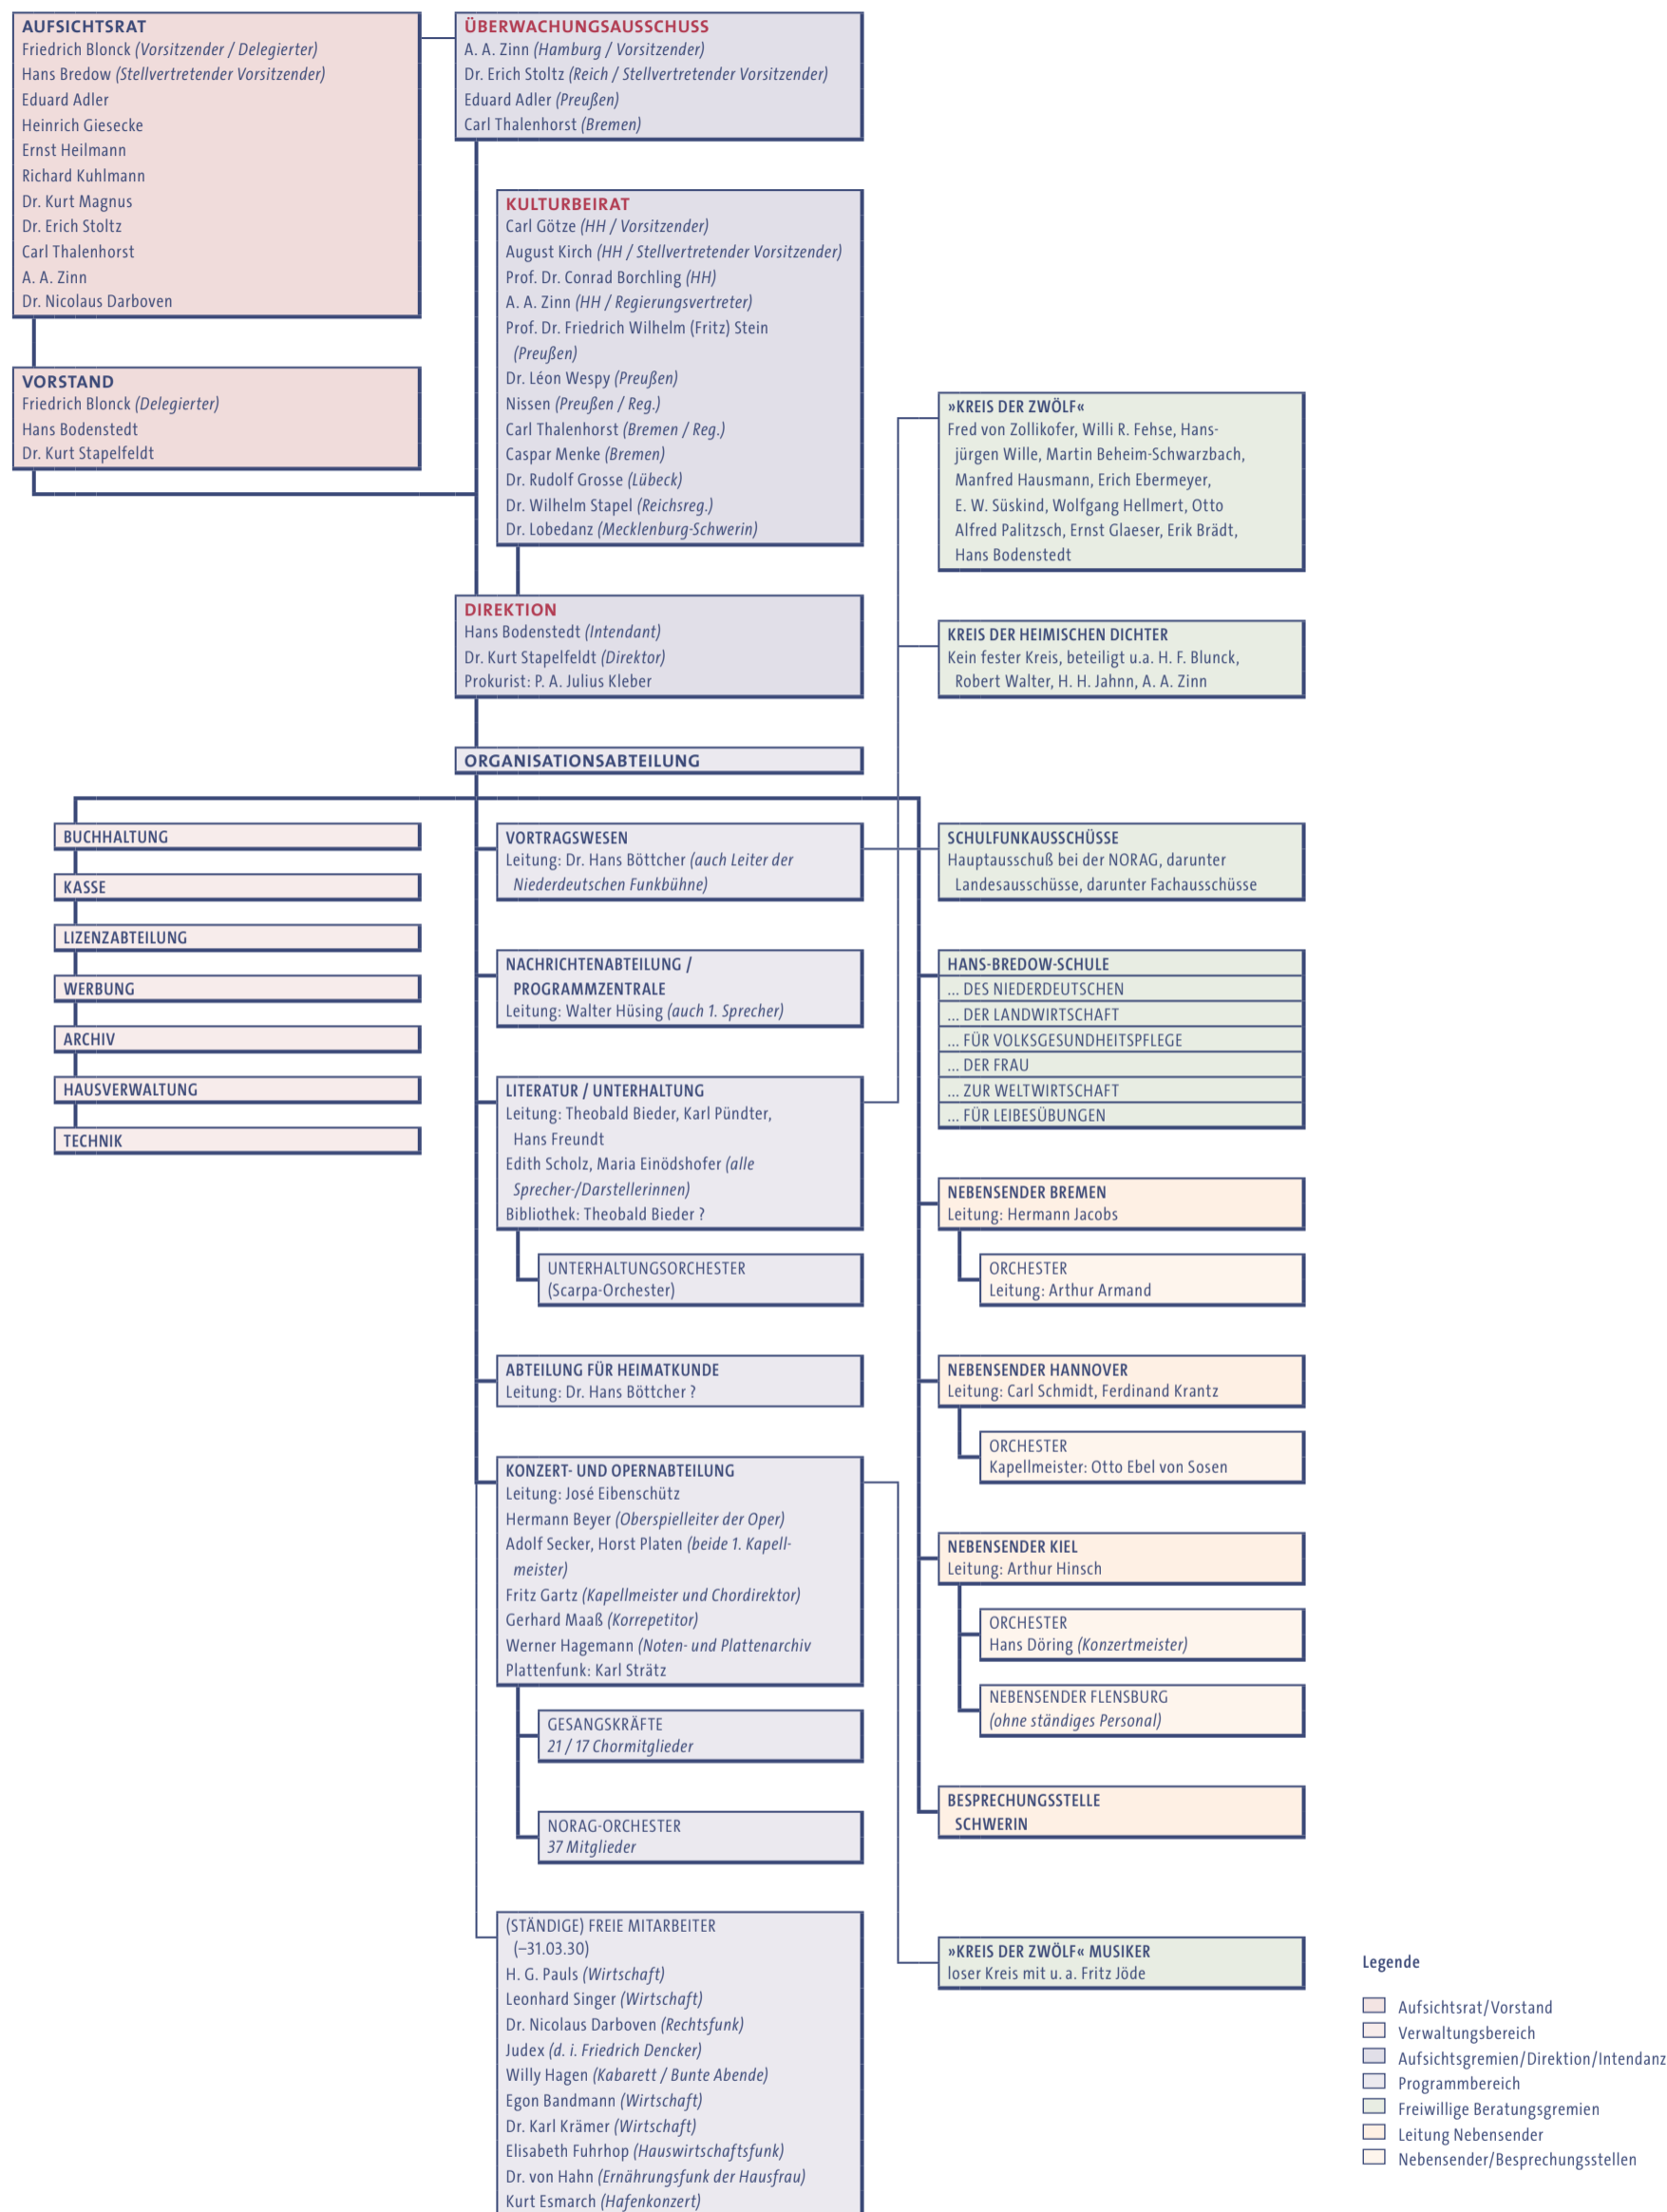 AUFSICHTSRAT
Friedrich Blonck (Vorsitzender / Delegierter)
Hans Bredow (Stellvertretender Vorsitzender)
Eduard Adler
Heinrich Giesecke
Ernst Heilmann
Richard Kuhlmann
Dr. Kurt Magnus
Dr. Erich Stoltz
Carl Thalenhorst
A. A. Zinn
Dr. Nicolaus Darboven
VORSTAND
Friedrich Blonck (Delegierter)
Hans Bodenstedt
Dr. Kurt Stapelfeldt
ÜBERWACHUNGSAUSSCHUSS
A. A. Zinn (Hamburg / Vorsitzender)
Dr. Erich Stoltz (Reich / Stellvertretender Vorsitzender)
Eduard Adler (Preußen)
Carl Thalenhorst (Bremen)
KULTURBEIRAT
Carl Götze (HH / Vorsitzender)
August Kirch (HH / Stellvertretender Vorsitzender)
Prof. Dr. Conrad Borchling (HH)
A. A. Zinn (HH / Regierungsvertreter)
Prof. Dr. Friedrich Wilhelm (Fritz) Stein
(Preußen)
Dr. Léon Wespy (Preußen)
Nissen (Preußen / Reg.)
Carl Thalenhorst (Bremen / Reg.)
Caspar Menke (Bremen)
Dr. Rudolf Grosse (Lübeck)
Dr. Wilhelm Stapel (Reichsreg.)
Dr. Lobedanz (Mecklenburg-Schwerin)
DIREKTION
Hans Bodenstedt (Intendant)
Dr. Kurt Stapelfeldt (Direktor)
Prokurist: P. A. Julius Kleber
ORGANISATIONSABTEILUNG
»KREIS DER ZWÖLF«
Fred von Zollikofer, Willi R. Fehse, Hans-
jürgen Wille, Martin Beheim-Schwarzbach,
Manfred Hausmann, Erich Ebermeyer,
E. W. Süskind, Wolfgang Hellmert, Otto
Alfred Palitzsch, Ernst Glaeser, Erik Brädt,
Hans Bodenstedt
KREIS DER HEIMISCHEN DICHTER
Kein fester Kreis, beteiligt u.a. H. F. Blunck,
Robert Walter, H. H. Jahnn, A. A. Zinn
BUCHHALTUNG
KASSE
LIZENZABTEILUNG
WERBUNG
ARCHIV
HAUSVERWALTUNG
TECHNIK
VORTRAGSWESEN
Leitung: Dr. Hans Böttcher (auch Leiter der
Niederdeutschen Funkbühne)
NACHRICHTENABTEILUNG /
PROGRAMMZENTRALE
Leitung: Walter Hüsing (auch 1. Sprecher)
LITERATUR / UNTERHALTUNG
Leitung: Theobald Bieder, Karl Pündter,
Hans Freundt
Edith Scholz, Maria Einödshofer (alle
Sprecher-/Darstellerinnen)
Bibliothek: Theobald Bieder ?
UNTERHALTUNGSORCHESTER
(Scarpa-Orchester)
ABTEILUNG FÜR HEIMATKUNDE
Leitung: Dr. Hans Böttcher ?
KONZERT- UND OPERNABTEILUNG
Leitung: José Eibenschütz
Hermann Beyer (Oberspielleiter der Oper)
Adolf Secker, Horst Platen (beide 1. Kapell-
meister)
Fritz Gartz (Kapellmeister und Chordirektor)
Gerhard Maaß (Korrepetitor)
Werner Hagemann (Noten- und Plattenarchiv
Plattenfunk: Karl Strätz
GESANGSKRÄFTE
21 / 17 Chormitglieder
NORAG-ORCHESTER
37 Mitglieder
(STÄNDIGE) FREIE MITARBEITER
(–31.03.30)
H. G. Pauls (Wirtschaft)
Leonhard Singer (Wirtschaft)
Dr. Nicolaus Darboven (Rechtsfunk)
Judex (d. i. Friedrich Dencker)
Willy Hagen (Kabarett / Bunte Abende)
Egon Bandmann (Wirtschaft)
Dr. Karl Krämer (Wirtschaft)
Elisabeth Fuhrhop (Hauswirtschaftsfunk)
Dr. von Hahn (Ernährungsfunk der Hausfrau)
Kurt Esmarch (Hafenkonzert)
SCHULFUNKAUSSCHÜSSE
Hauptausschuß bei der NORAG, darunter
Landesausschüsse, darunter Fachausschüsse
HANS-BREDOW-SCHULE
... DES NIEDERDEUTSCHEN
... DER LANDWIRTSCHAFT
... FÜR VOLKSGESUNDHEITSPFLEGE
... DER FRAU
... ZUR WELTWIRTSCHAFT
... FÜR LEIBESÜBUNGEN
NEBENSENDER BREMEN
Leitung: Hermann Jacobs
ORCHESTER
Leitung: Arthur Armand
NEBENSENDER HANNOVER
Leitung: Carl Schmidt, Ferdinand Krantz
ORCHESTER
Kapellmeister: Otto Ebel von Sosen
NEBENSENDER KIEL
Leitung: Arthur Hinsch
ORCHESTER
Hans Döring (Konzertmeister)
NEBENSENDER FLENSBURG
(ohne ständiges Personal)
BESPRECHUNGSSTELLE
SCHWERIN
»KREIS DER ZWÖLF« MUSIKER
loser Kreis mit u. a. Fritz Jöde
Legende
Aufsichtsrat/Vorstand
Verwaltungsbereich
Aufsichtsgremien/Direktion/Intendanz
Programmbereich
Freiwillige Beratungsgremien
Leitung Nebensender
Nebensender/Besprechungsstellen